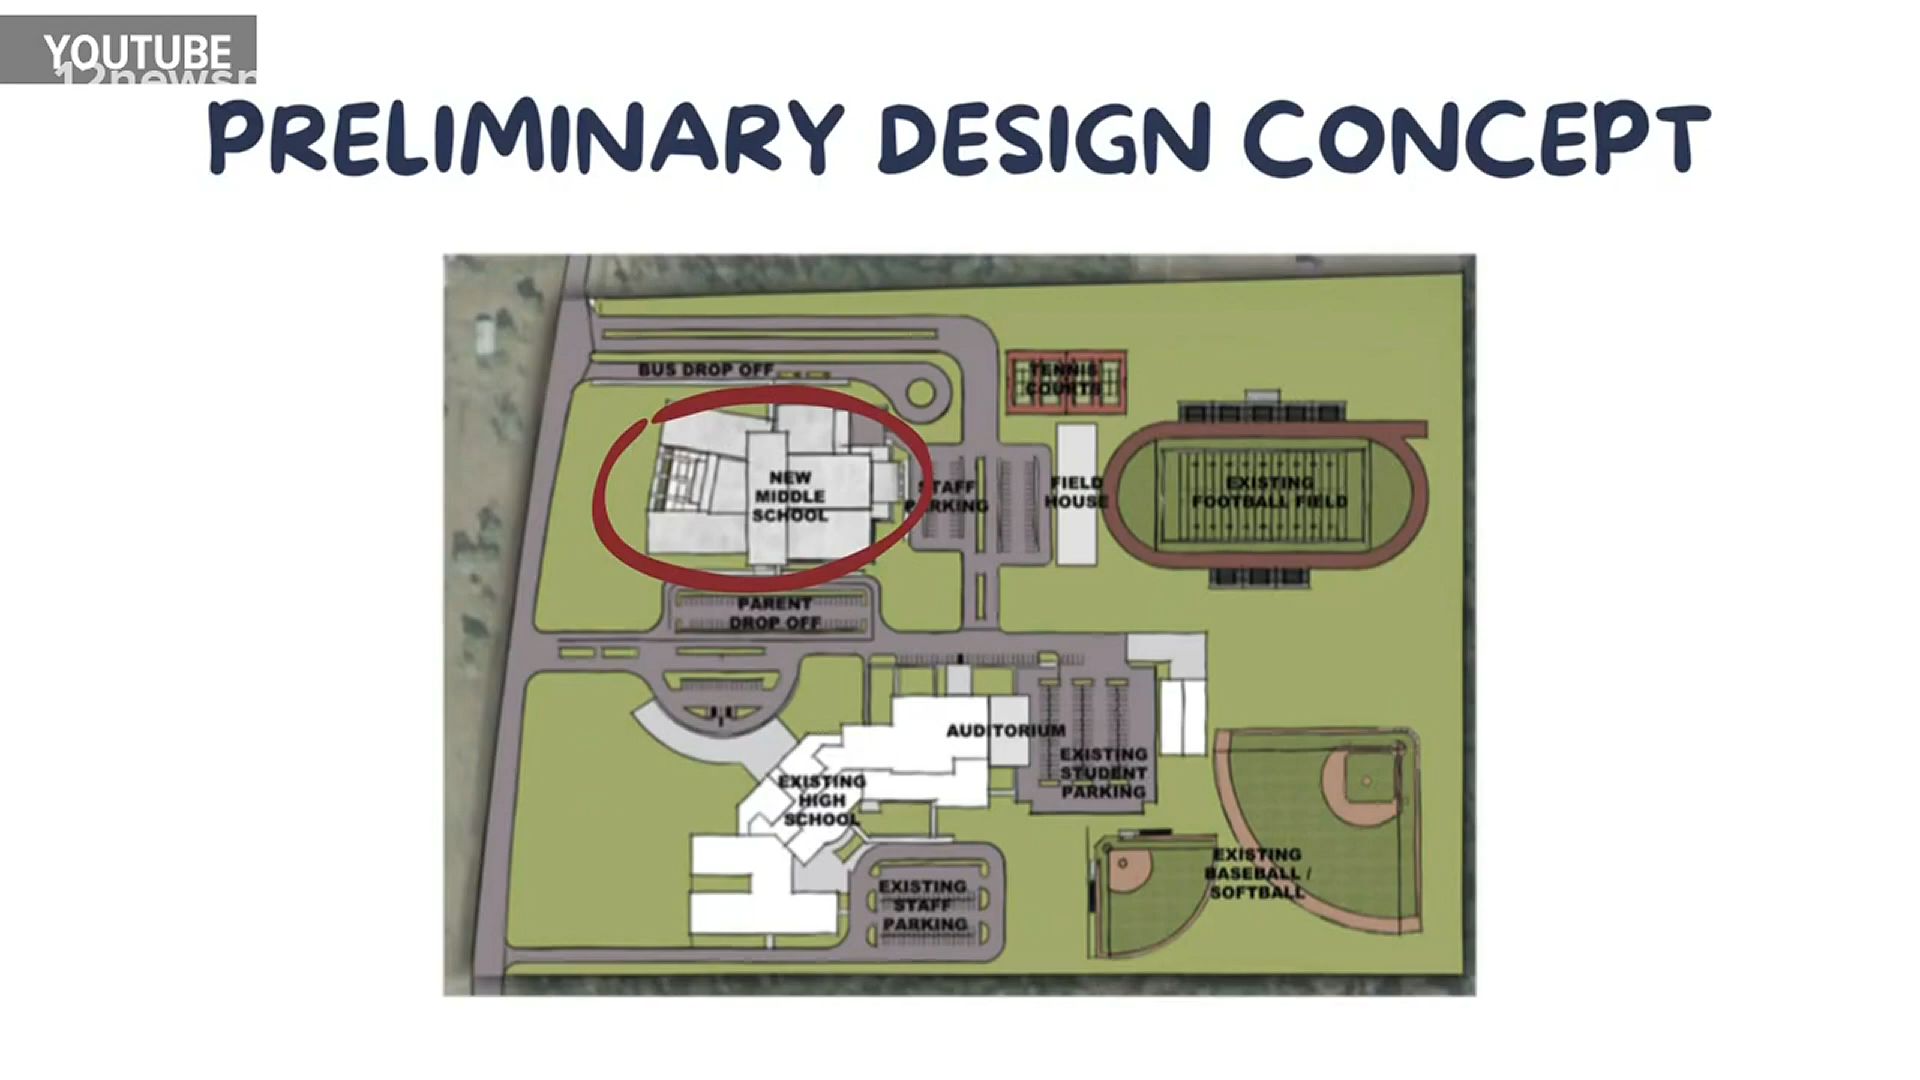 YOUTUBE
12newsn
PRELIMINARY DESIGN CONCEPT
BUS DROP OFF
TENNIS
COURTS
NEW
MIDDLE
SCHOOL
STAFF
PARKING
FIELD
HOUSE
EXISTING
FOOTBALL FIELD
PARENT
DROP OFF
AUDITORIUM
EXISTING
STUDENT
PARKING
EXISTING
HIGH
SCHOOL
EXISTING
STAFF
PARKING
EXISTING
BASEBALL /
SOFTBALL